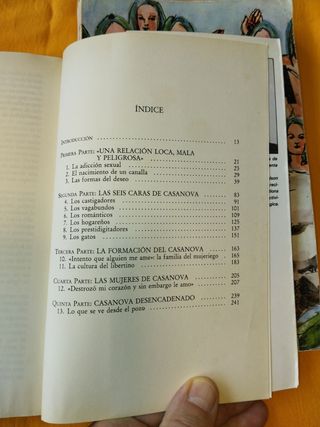 ÍNDICE
INTRODUCCIÓN 13
PRIMERA PARTE: «UNA RELACIÓN LOCA, MALA
Y PELIGROSA» 21
1. La adicción sexual 23
2. El nacimiento de un canalla 29
3. Las formas del deseo 39
SEGUNDA PARTE: LAS SEIS CARAS DE CASANOVA 83
4. Los castigadores 91
5. Los vagabundos 101
6. Los románticos 109
7. Los hogareños 125
8. Los prestidigitadores 137
9. Los gatos 151
TERCERA PARTE: LA FORMACIÓN DEL CASANOVA 163
10. «Intento que alguien me ame»: la familia del mujeriego 165
11. La cultura del libertino 183
CUARTA PARTE: LAS MUJERES DE CASANOVA 205
12. «Destrozó mi corazón y sin embargo le amo» 207
QUINTA PARTE: CASANOVA DESENCADENADO 239
13. Lo que se ve desde el pozo 241